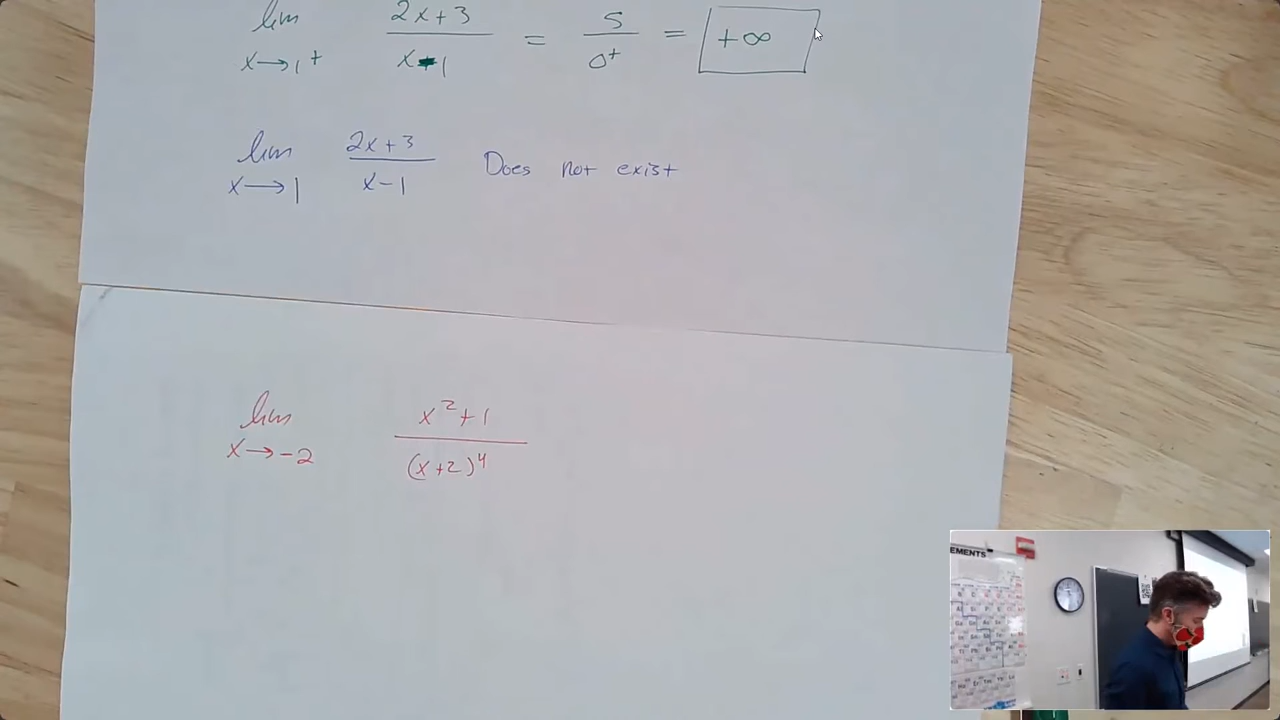 lim x→1⁺ 2x+3 / x-1 = 5 / 0⁺ = +∞
lim x→1 2x+3 / x-1 Does not exist
lim x→-2 x²+1 / (x+2)⁴
EMENTS